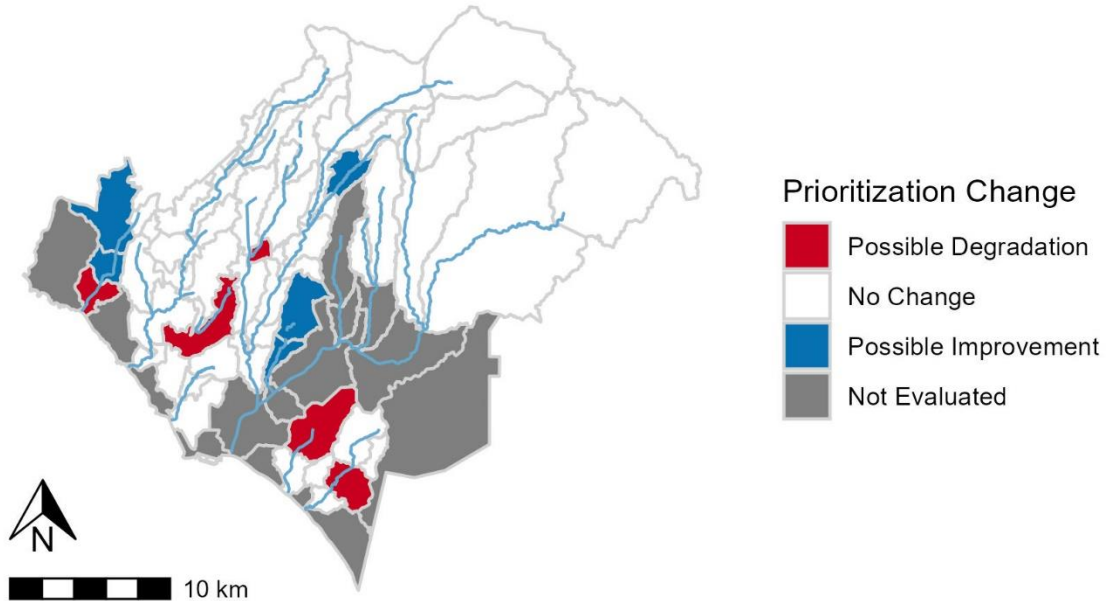 Prioritization Change
Possible Degradation
No Change
Possible Improvement
Not Evaluated
N
10 km